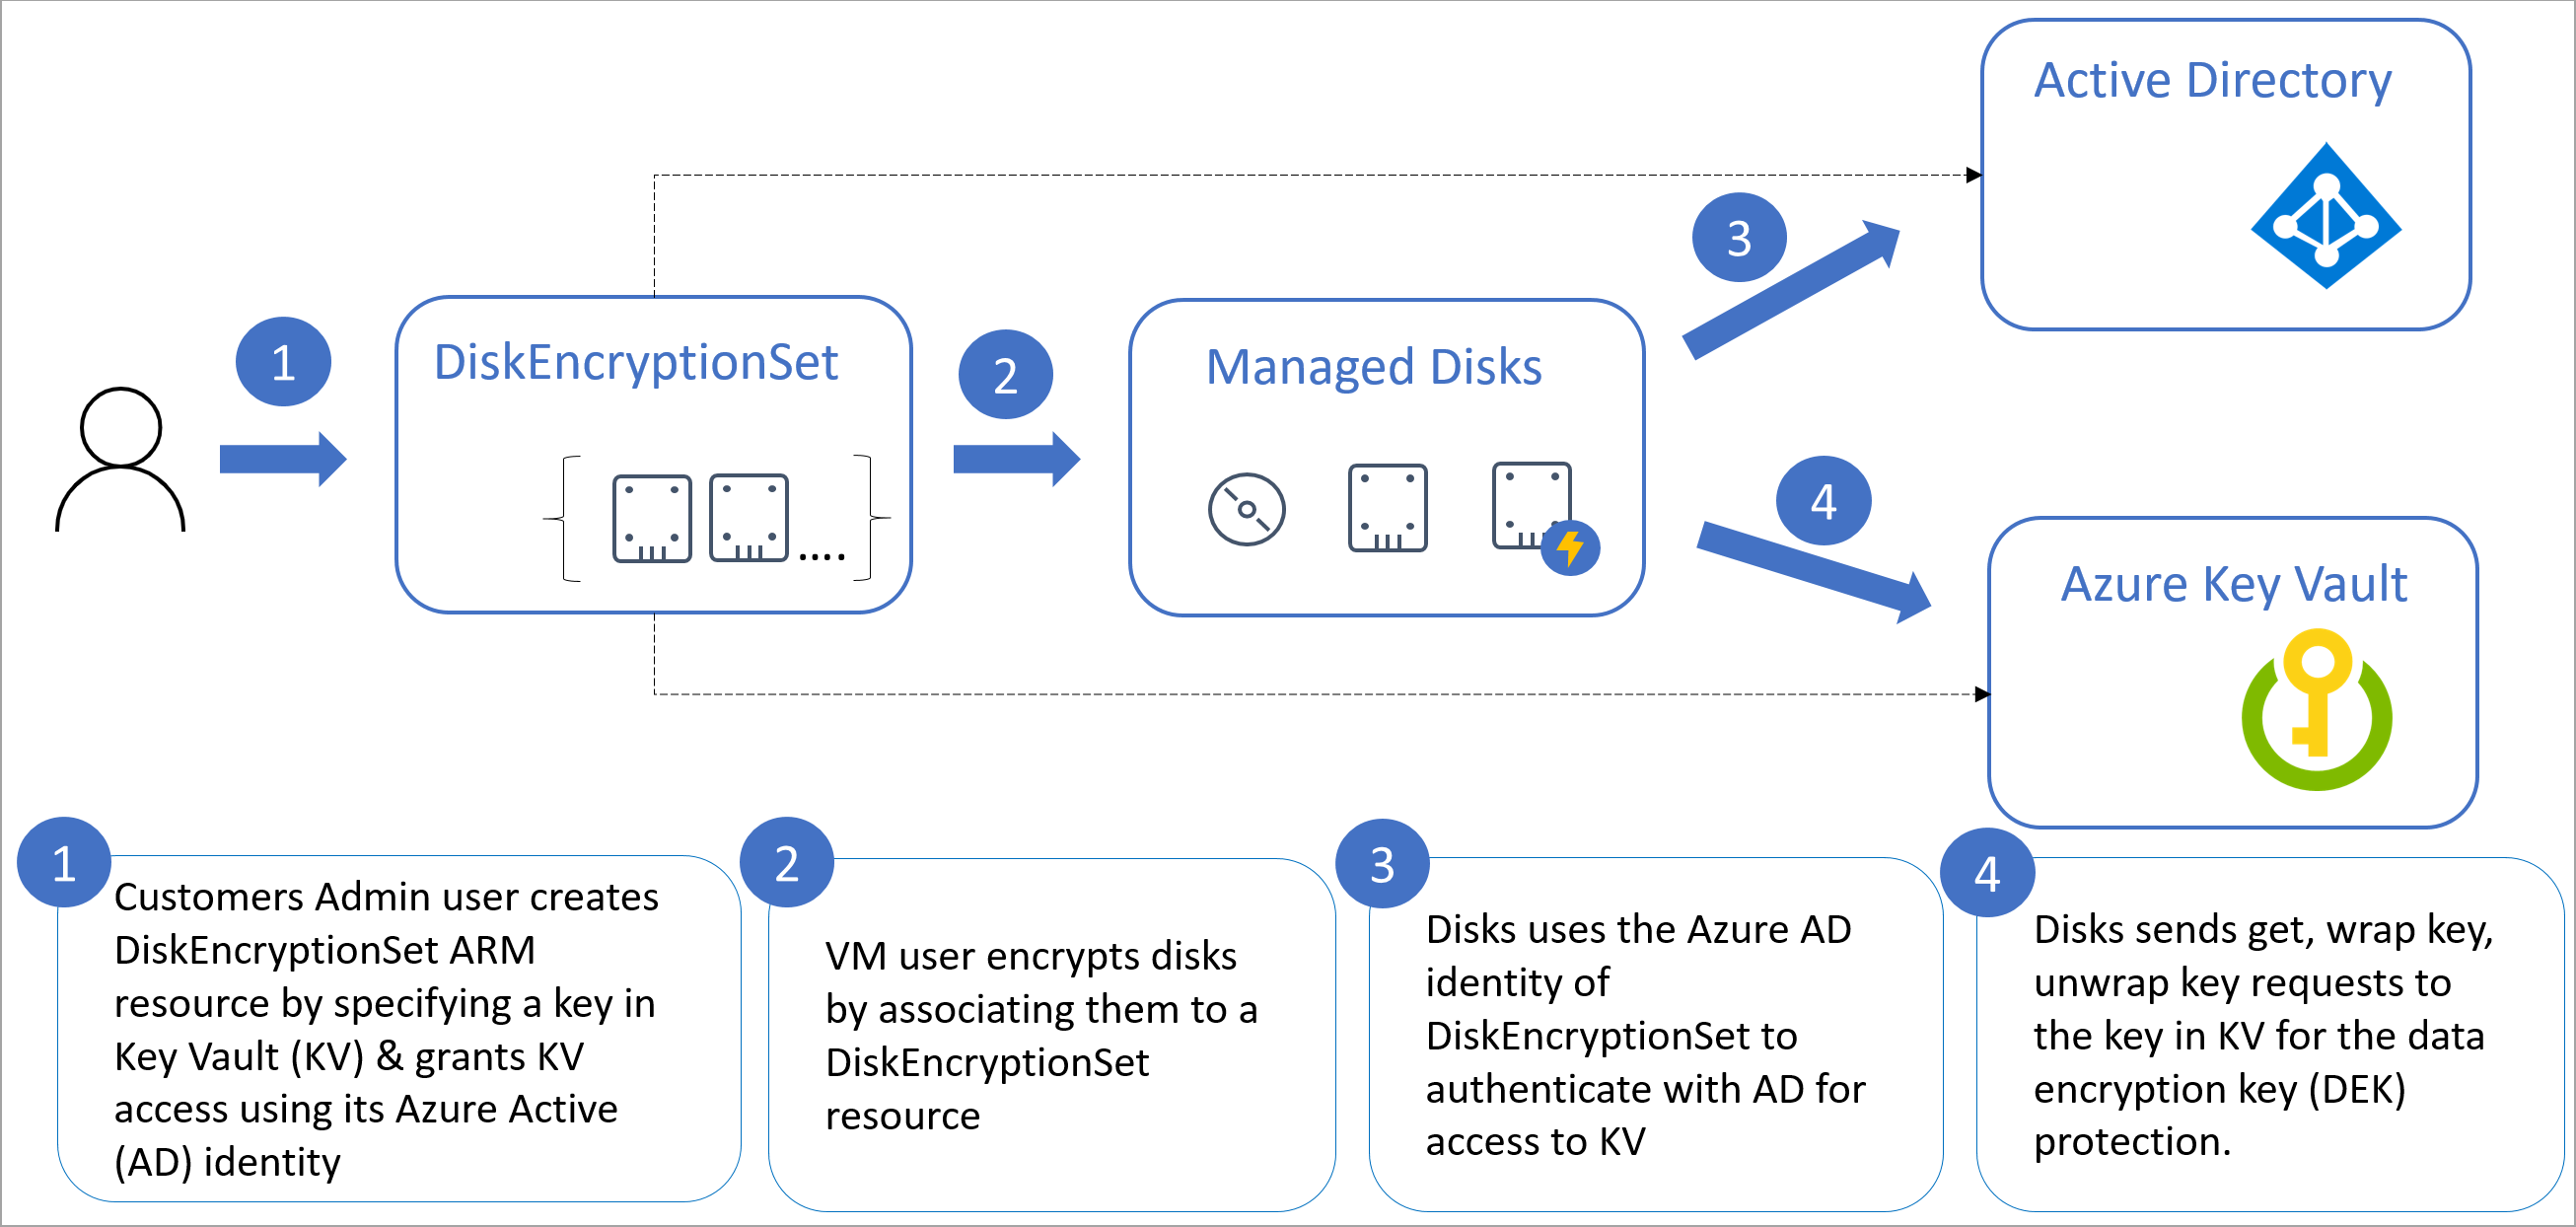 Active Directory
3
1
DiskEncryptionSet
2
Managed Disks
4
Azure Key Vault
1
Customers Admin user creates
DiskEncryptionSet ARM
resource by specifying a key in
Key Vault (KV) & grants KV
access using its Azure Active
(AD) identity
2
VM user encrypts disks
by associating them to a
DiskEncryptionSet
resource
3
Disks uses the Azure AD
identity of
DiskEncryptionSet to
authenticate with AD for
access to KV
4
Disks sends get, wrap key,
unwrap key requests to
the key in KV for the data
encryption key (DEK)
protection.